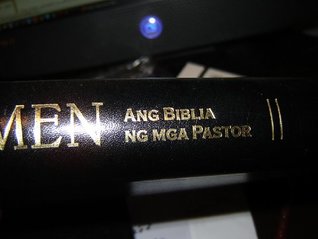 MEN
ANG BIBLIA
NG MGA PASTOR